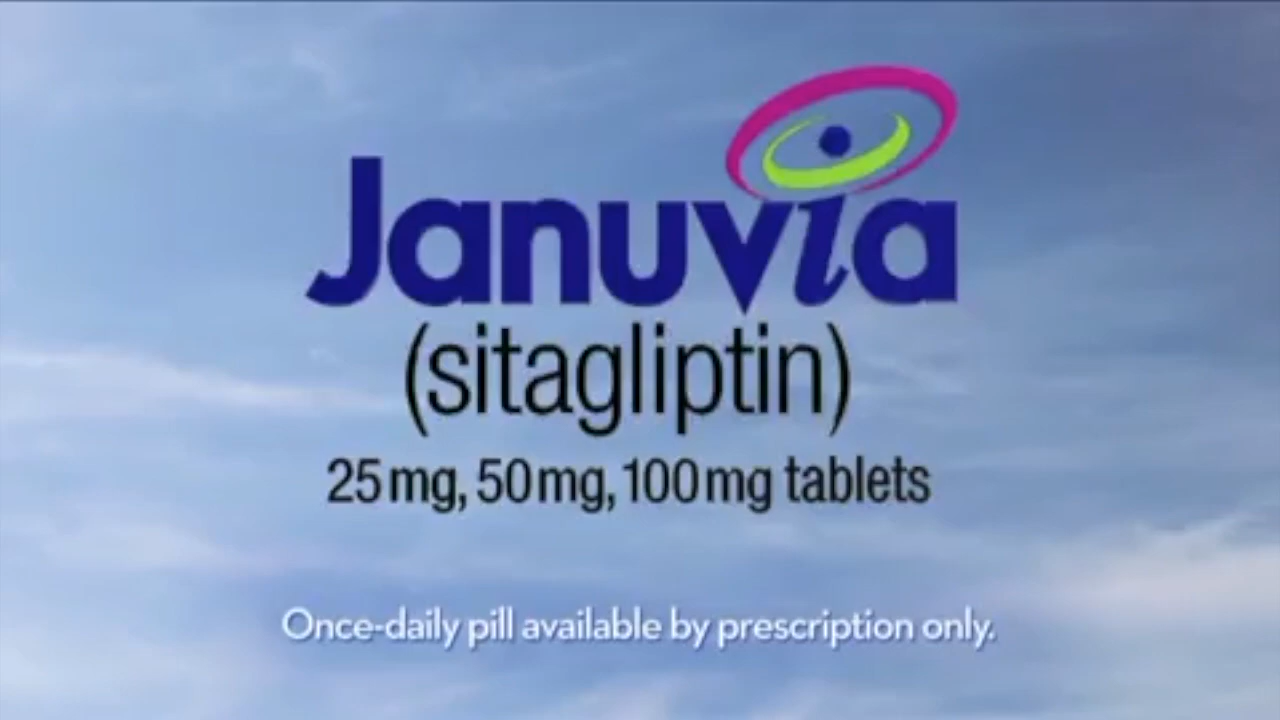 Januvia
(sitagliptin)
25 mg, 50 mg, 100 mg tablets
Once-daily pill available by prescription only.